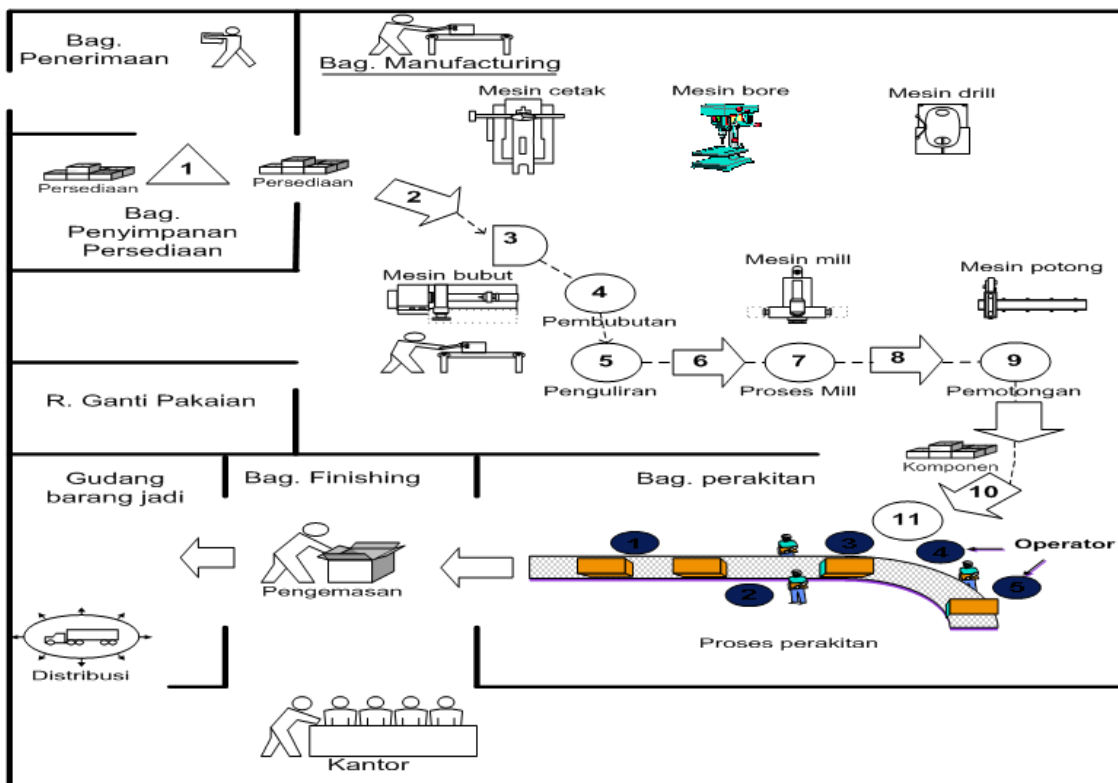 Bag.
Penerimaan
Bag. Manufacturing
Mesin cetak
Mesin bore
Mesin drill
Persediaan
1
Persediaan
Bag.
Penyimpanan
Persediaan
2
3
Mesin bubut
4
Pembubutan
Mesin mill
Mesin potong
5
Penguliran
6
7
Proses Mill
8
9
Pemotongan
R. Ganti Pakaian
Komponen
10
11
Gudang
barang jadi
Bag. Finishing
Bag. perakitan
1
2
3
4
5
Operator
Pengemasan
Proses perakitan
Distribusi
Kantor